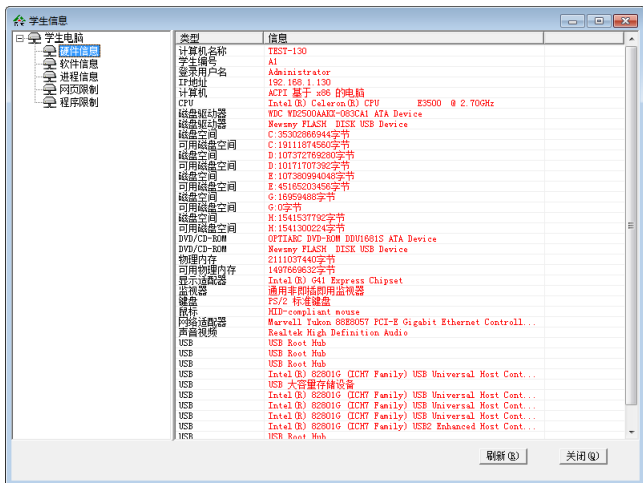 学生信息
学生电脑
硬件信息
软件信息
进程信息
网页限制
程序限制
类型 信息
计算机名称 TEST-130
学生编号 A1
登录用户名 Administrator
IP地址 192.168.1.130
计算机 ACPI 基于 x86 的电脑
CPU Intel(R) Celeron(R) CPU E3500 @ 2.70GHz
磁盘驱动器 WDC WD2500AAKX-083CA1 ATA Device
磁盘驱动器 Newsmy FLASH DISK USB Device
磁盘空间 C:35302866944字节
可用磁盘空间 C:19111874560字节
磁盘空间 D:107372769280字节
可用磁盘空间 D:10171707392字节
磁盘空间 E:107380994048字节
可用磁盘空间 E:45165203456字节
磁盘空间 G:16959488字节
可用磁盘空间 G:0字节
磁盘空间 H:1541537792字节
可用磁盘空间 H:1541300224字节
DVD/CD-ROM OPTIARC DVD-ROM DDU1681S ATA Device
DVD/CD-ROM Newsmy FLASH DISK USB Device
物理内存 2111037440字节
可用物理内存 1497669632字节
显示适配器 Intel(R) G41 Express Chipset
监视器 通用非即插即用监视器
键盘 PS/2 标准键盘
鼠标 HID-compliant mouse
网络适配器 Marvell Yukon 88E8057 PCI-E Gigabit Ethernet Controll...
声音视频 Realtek High Definition Audio
USB USB Root Hub
USB USB Root Hub
USB USB Root Hub
USB Intel(R) 82801G (ICH7 Family) USB Universal Host Cont...
USB USB 大容量存储设备
USB Intel(R) 82801G (ICH7 Family) USB Universal Host Cont...
USB Intel(R) 82801G (ICH7 Family) USB Universal Host Cont...
USB Intel(R) 82801G (ICH7 Family) USB Universal Host Cont...
USB Intel(R) 82801G (ICH7 Family) USB2 Enhanced Host Cont...
USB USB Root Hub
刷新(R) 关闭(Q)